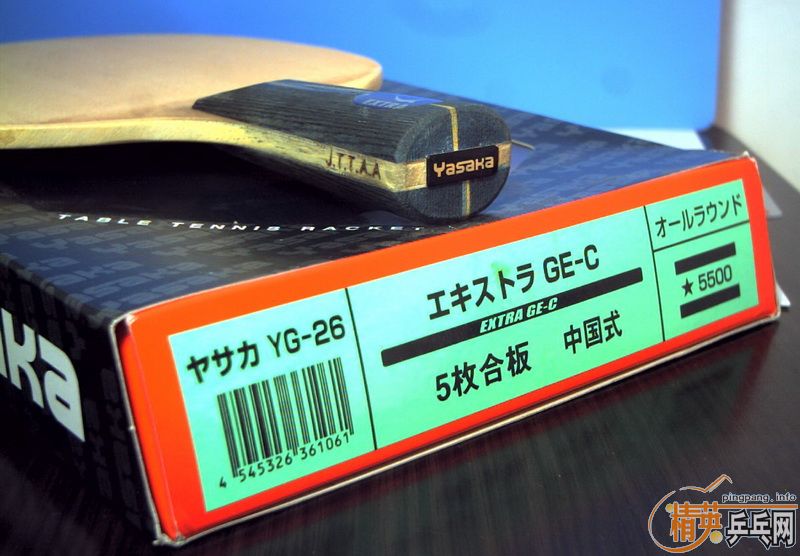 EXTRA
J.T.T.A.A
Yasaka
TABLE TENNIS RACKET
aka
ヤサカ YG-26
4 545326 361061
エキストラ GE-C
EXTRA GE-C
5枚合板 中国式
オールラウンド
★5500
pingpang.info
精英乒乓网